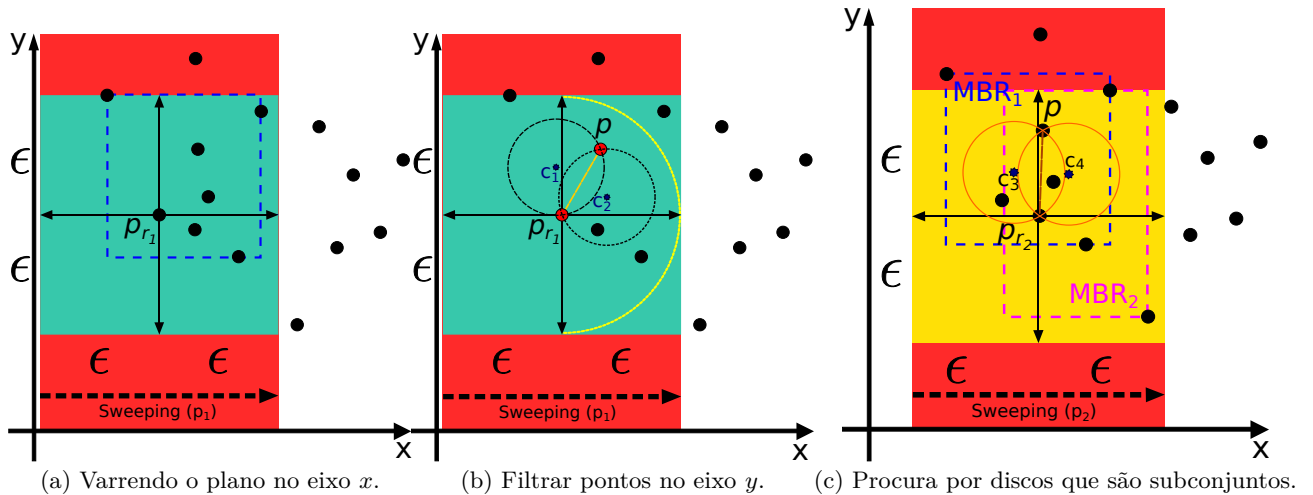 y
ϵ
p_{r_1}
ϵ
ϵ ϵ
Sweeping (p₁)
x
(a) Varrendo o plano no eixo x.
y
p
ϵ
c₁
c₂
p_{r_1}
ϵ
ϵ ϵ
Sweeping (p₁)
x
(b) Filtrar pontos no eixo y.
y
MBR₁
p
ϵ
c₃ c₄
p_{r_2}
ϵ
MBR₂
ϵ ϵ
Sweeping (p₂)
x
(c) Procura por discos que são subconjuntos.